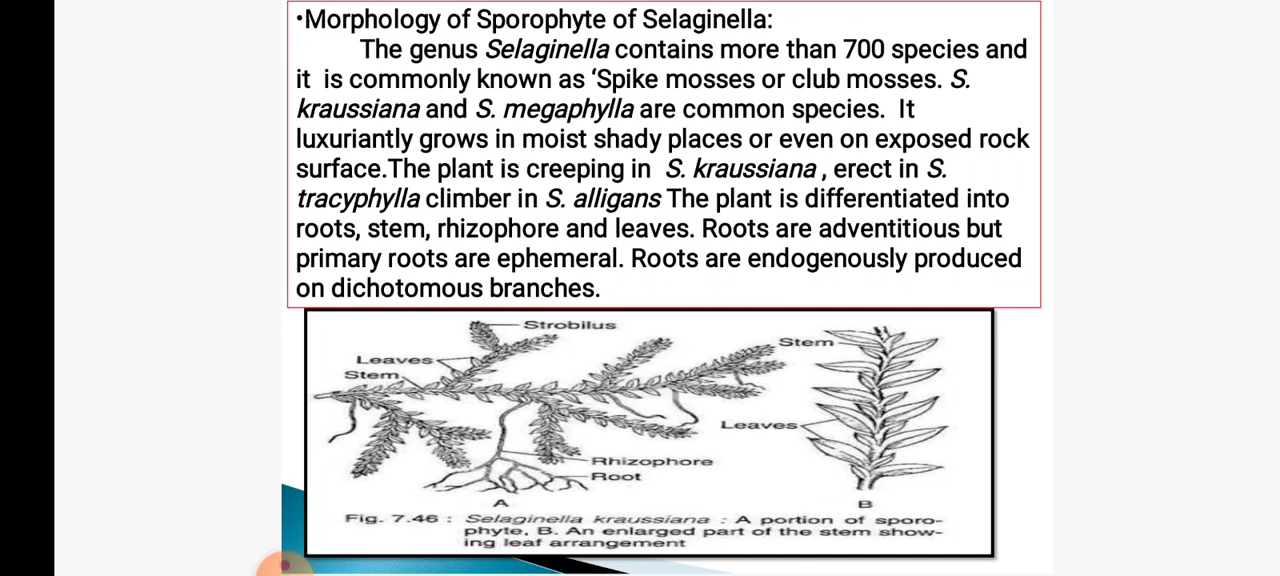 •Morphology of Sporophyte of Selaginella:
The genus Selaginella contains more than 700 species and
it is commonly known as ‘Spike mosses or club mosses. S.
kraussiana and S. megaphylla are common species. It
luxuriantly grows in moist shady places or even on exposed rock
surface.The plant is creeping in S. kraussiana , erect in S.
tracyphylla climber in S. alligans The plant is differentiated into
roots, stem, rhizophore and leaves. Roots are adventitious but
primary roots are ephemeral. Roots are endogenously produced
on dichotomous branches.
Strobilus
Leaves
Stem
Rhizophore
Root
A
Stem
Leaves
B
Fig. 7.46 : Selaginella kraussiana : A portion of sporo-
phyte, B. An enlarged part of the stem show-
ing leaf arrangement